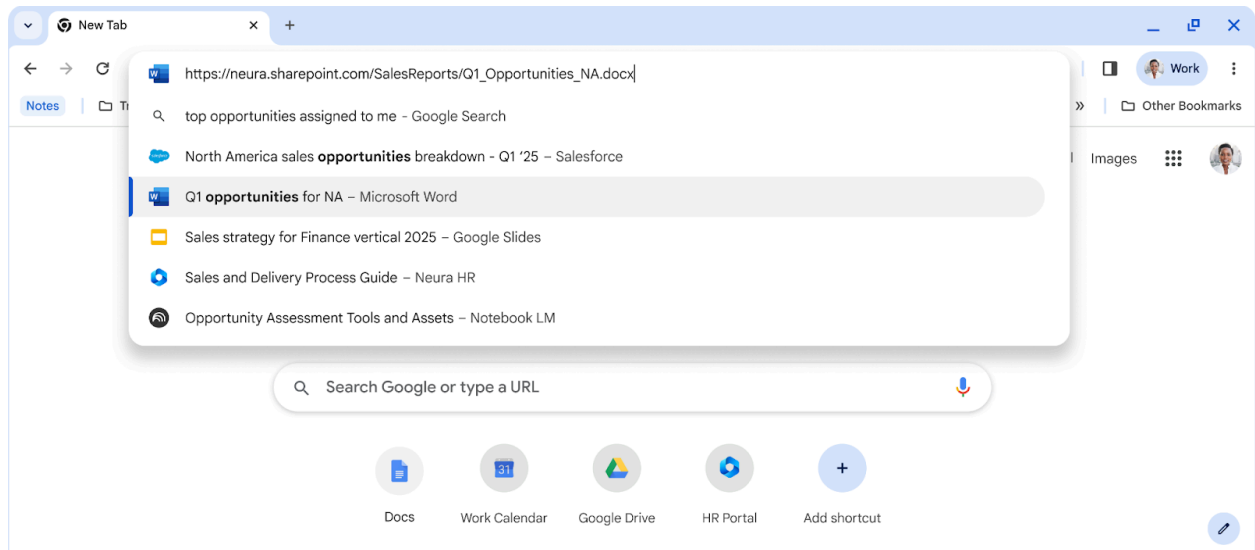 New Tab
https://neura.sharepoint.com/SalesReports/Q1_Opportunities_NA.docx
Work
top opportunities assigned to me - Google Search
Notes
Other Bookmarks
North America sales opportunities breakdown - Q1 ‘25 – Salesforce
Images
Q1 opportunities for NA – Microsoft Word
Sales strategy for Finance vertical 2025 – Google Slides
Sales and Delivery Process Guide – Neura HR
Opportunity Assessment Tools and Assets – Notebook LM
Search Google or type a URL
31
Docs
Work Calendar
Google Drive
HR Portal
Add shortcut